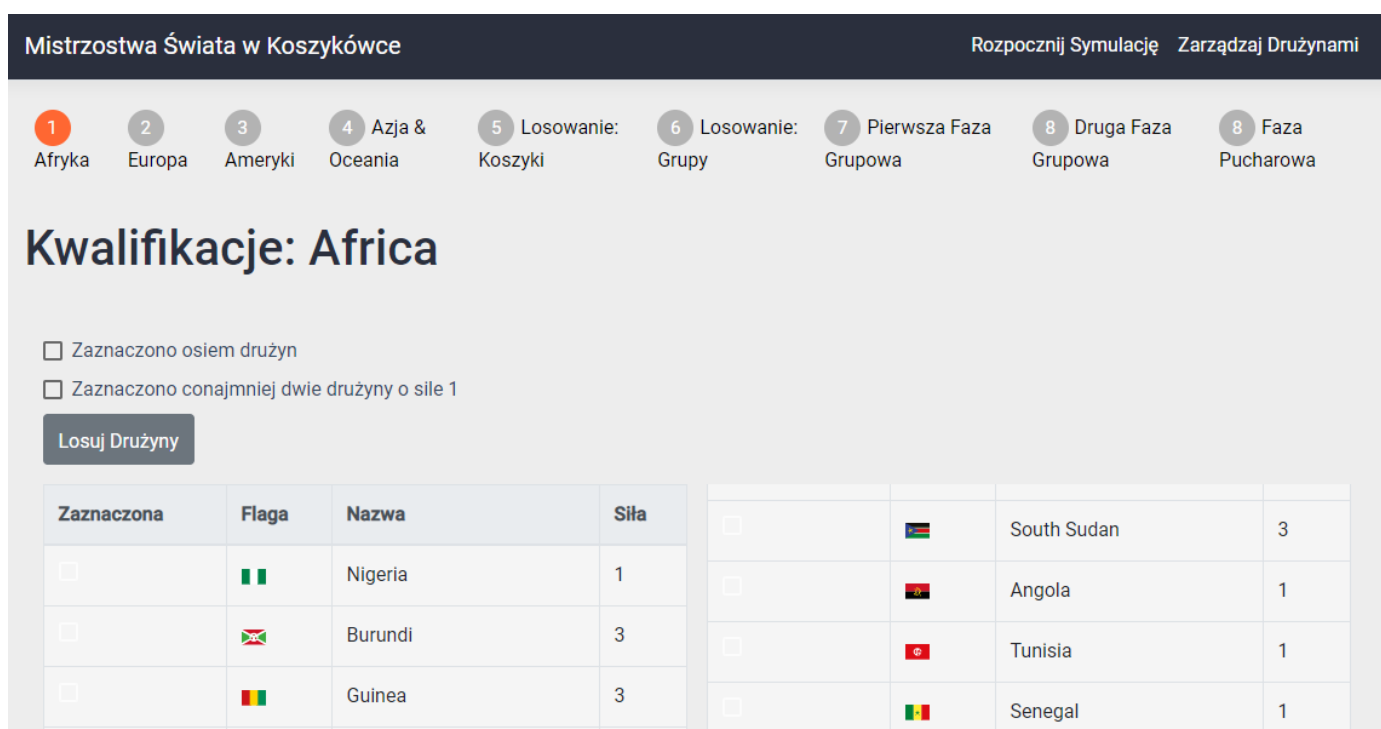 Mistrzostwa Świata w Koszykówce
Rozpocznij Symulację Zarządzaj Drużynami
1 Afryka
2 Europa
3 Ameryki
4 Azja &
Oceania
5 Losowanie:
Koszyki
6 Losowanie:
Grupy
7 Pierwsza Faza
Grupowa
8 Druga Faza
Grupowa
8 Faza
Pucharowa
Kwalifikacje: Africa
Zaznaczono osiem drużyn
Zaznaczono conajmniej dwie drużyny o sile 1
Losuj Drużyny
Zaznaczona Flaga Nazwa Siła
Nigeria 1
Burundi 3
Guinea 3
South Sudan 3
Angola 1
Tunisia 1
Senegal 1